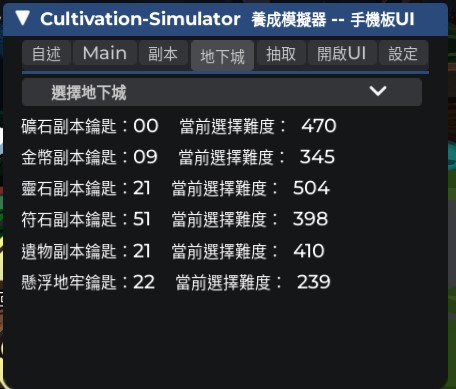 ▼ Cultivation-Simulator 養成模擬器 -- 手機板UI
自述 Main 副本 地下城 抽取 開啟UI 設定
選擇地下城
礦石副本鑰匙：00 當前選擇難度： 470
金幣副本鑰匙：09 當前選擇難度： 345
靈石副本鑰匙：21 當前選擇難度： 504
符石副本鑰匙：51 當前選擇難度： 398
遺物副本鑰匙：21 當前選擇難度： 410
懸浮地牢鑰匙：22 當前選擇難度： 239